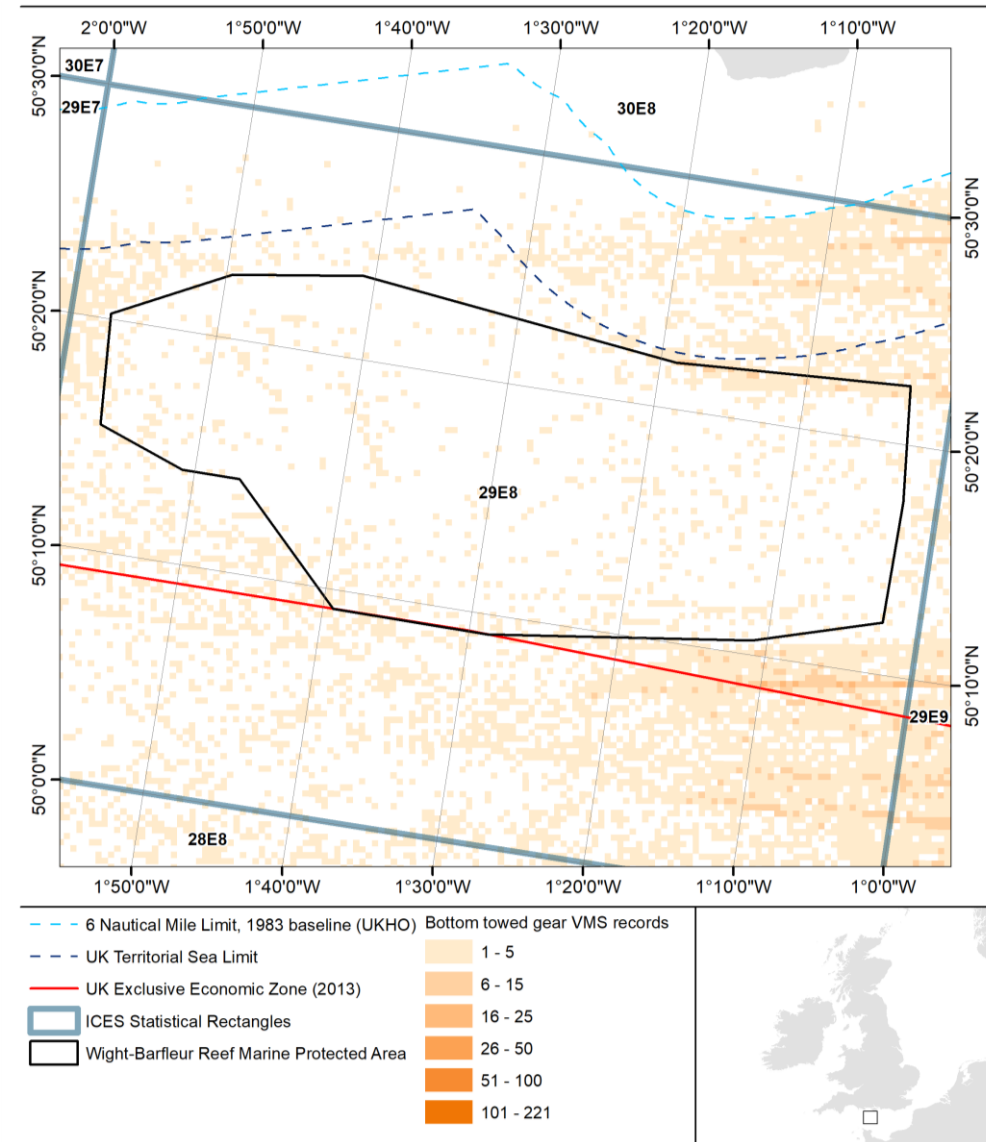 2°0'0"W 1°50'0"W 1°40'0"W 1°30'0"W 1°20'0"W 1°10'0"W
30E7
50°30'0"N
29E7
30E8
50°30'0"N
50°20'0"N
50°20'0"N
29E8
50°10'0"N
50°10'0"N
29E9
50°0'0"N
28E8
1°50'0"W 1°40'0"W 1°30'0"W 1°20'0"W 1°10'0"W 1°0'0"W
6 Nautical Mile Limit, 1983 baseline (UKHO)
UK Territorial Sea Limit
UK Exclusive Economic Zone (2013)
ICES Statistical Rectangles
Wight-Barfleur Reef Marine Protected Area
Bottom towed gear VMS records
1 - 5
6 - 15
16 - 25
26 - 50
51 - 100
101 - 221